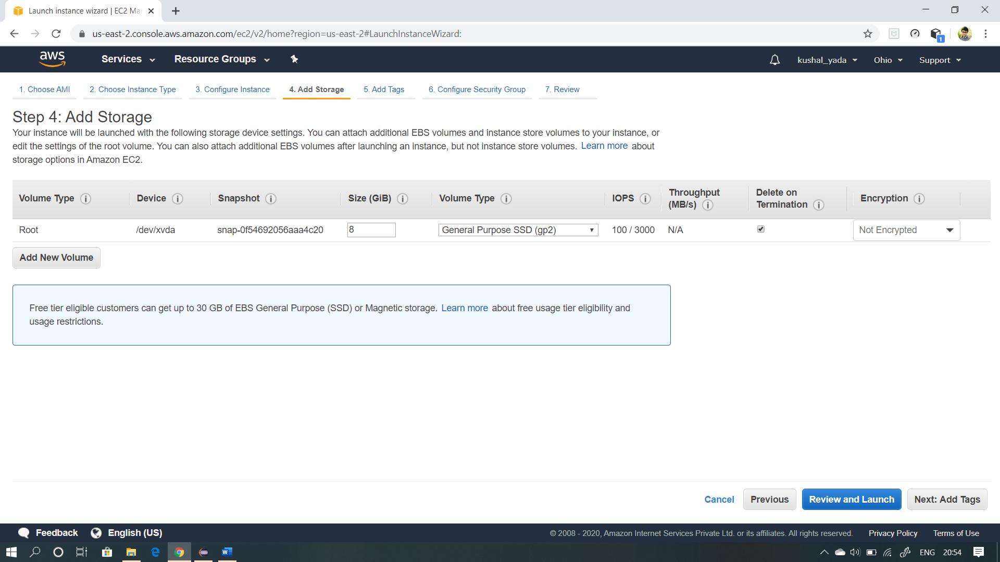 Launch instance wizard | EC2 Ma
us-east-2.console.aws.amazon.com/ec2/v2/home?region=us-east-2#LaunchInstanceWizard:
1
aws
Services
Resource Groups
kushal_yada
Ohio
Support
1. Choose AMI
2. Choose Instance Type
3. Configure Instance
4. Add Storage
5. Add Tags
6. Configure Security Group
7. Review
Step 4: Add Storage
Your instance will be launched with the following storage device settings. You can attach additional EBS volumes and instance store volumes to your instance, or
edit the settings of the root volume. You can also attach additional EBS volumes after launching an instance, but not instance store volumes. Learn more about
storage options in Amazon EC2.
Volume Type i
Device i
Snapshot i
Size (GiB) i
Volume Type i
IOPS i
Throughput
(MB/s) i
Delete on
Termination i
Encryption i
Root
/dev/xvda
snap-0f54692056aaa4c20
8
General Purpose SSD (gp2)
100 / 3000
N/A
Not Encrypted
Add New Volume
Free tier eligible customers can get up to 30 GB of EBS General Purpose (SSD) or Magnetic storage. Learn more about free usage tier eligibility and
usage restrictions.
Cancel
Previous
Review and Launch
Next: Add Tags
Feedback
English (US)
© 2008 - 2020, Amazon Internet Services Private Ltd. or its affiliates. All rights reserved.
Privacy Policy
Terms of Use
ENG
20:54